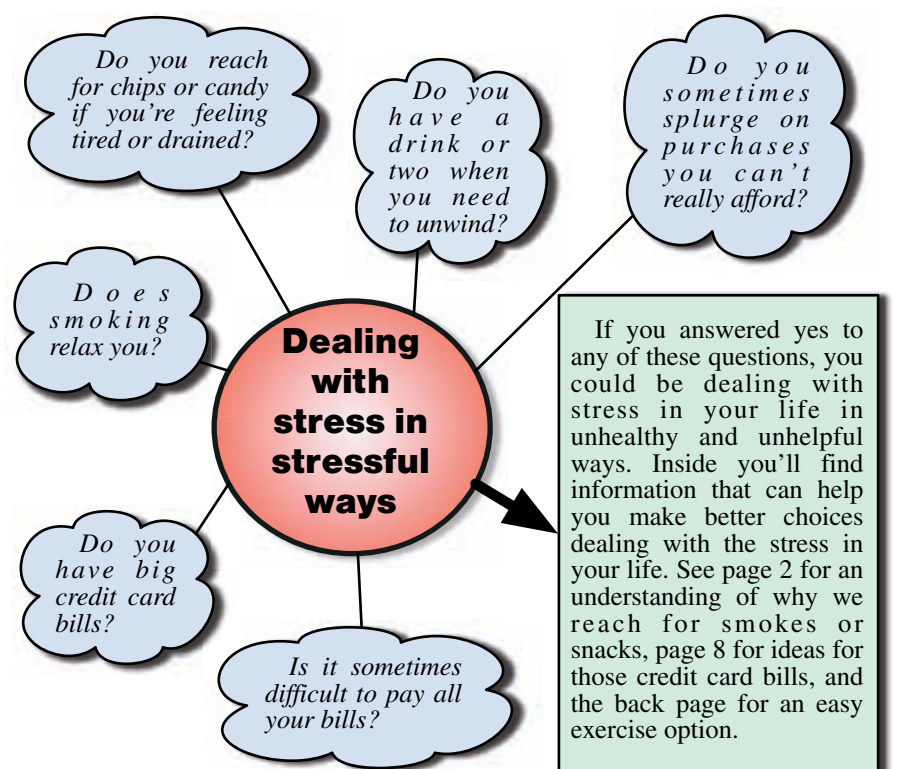 Do you reach
for chips or candy
if you're feeling
tired or drained?
Do you
have a
drink or
two when
you need
to unwind?
Do you
sometimes
splurge on
purchases
you can't
really afford?
Does
smoking
relax you?
Dealing
with
stress in
stressful
ways
Do you
have big
credit card
bills?
Is it sometimes
difficult to pay all
your bills?
If you answered yes to
any of these questions, you
could be dealing with
stress in your life in
unhealthy and unhelpful
ways. Inside you'll find
information that can help
you make better choices
dealing with the stress in
your life. See page 2 for an
understanding of why we
reach for smokes or
snacks, page 8 for ideas for
those credit card bills, and
the back page for an easy
exercise option.